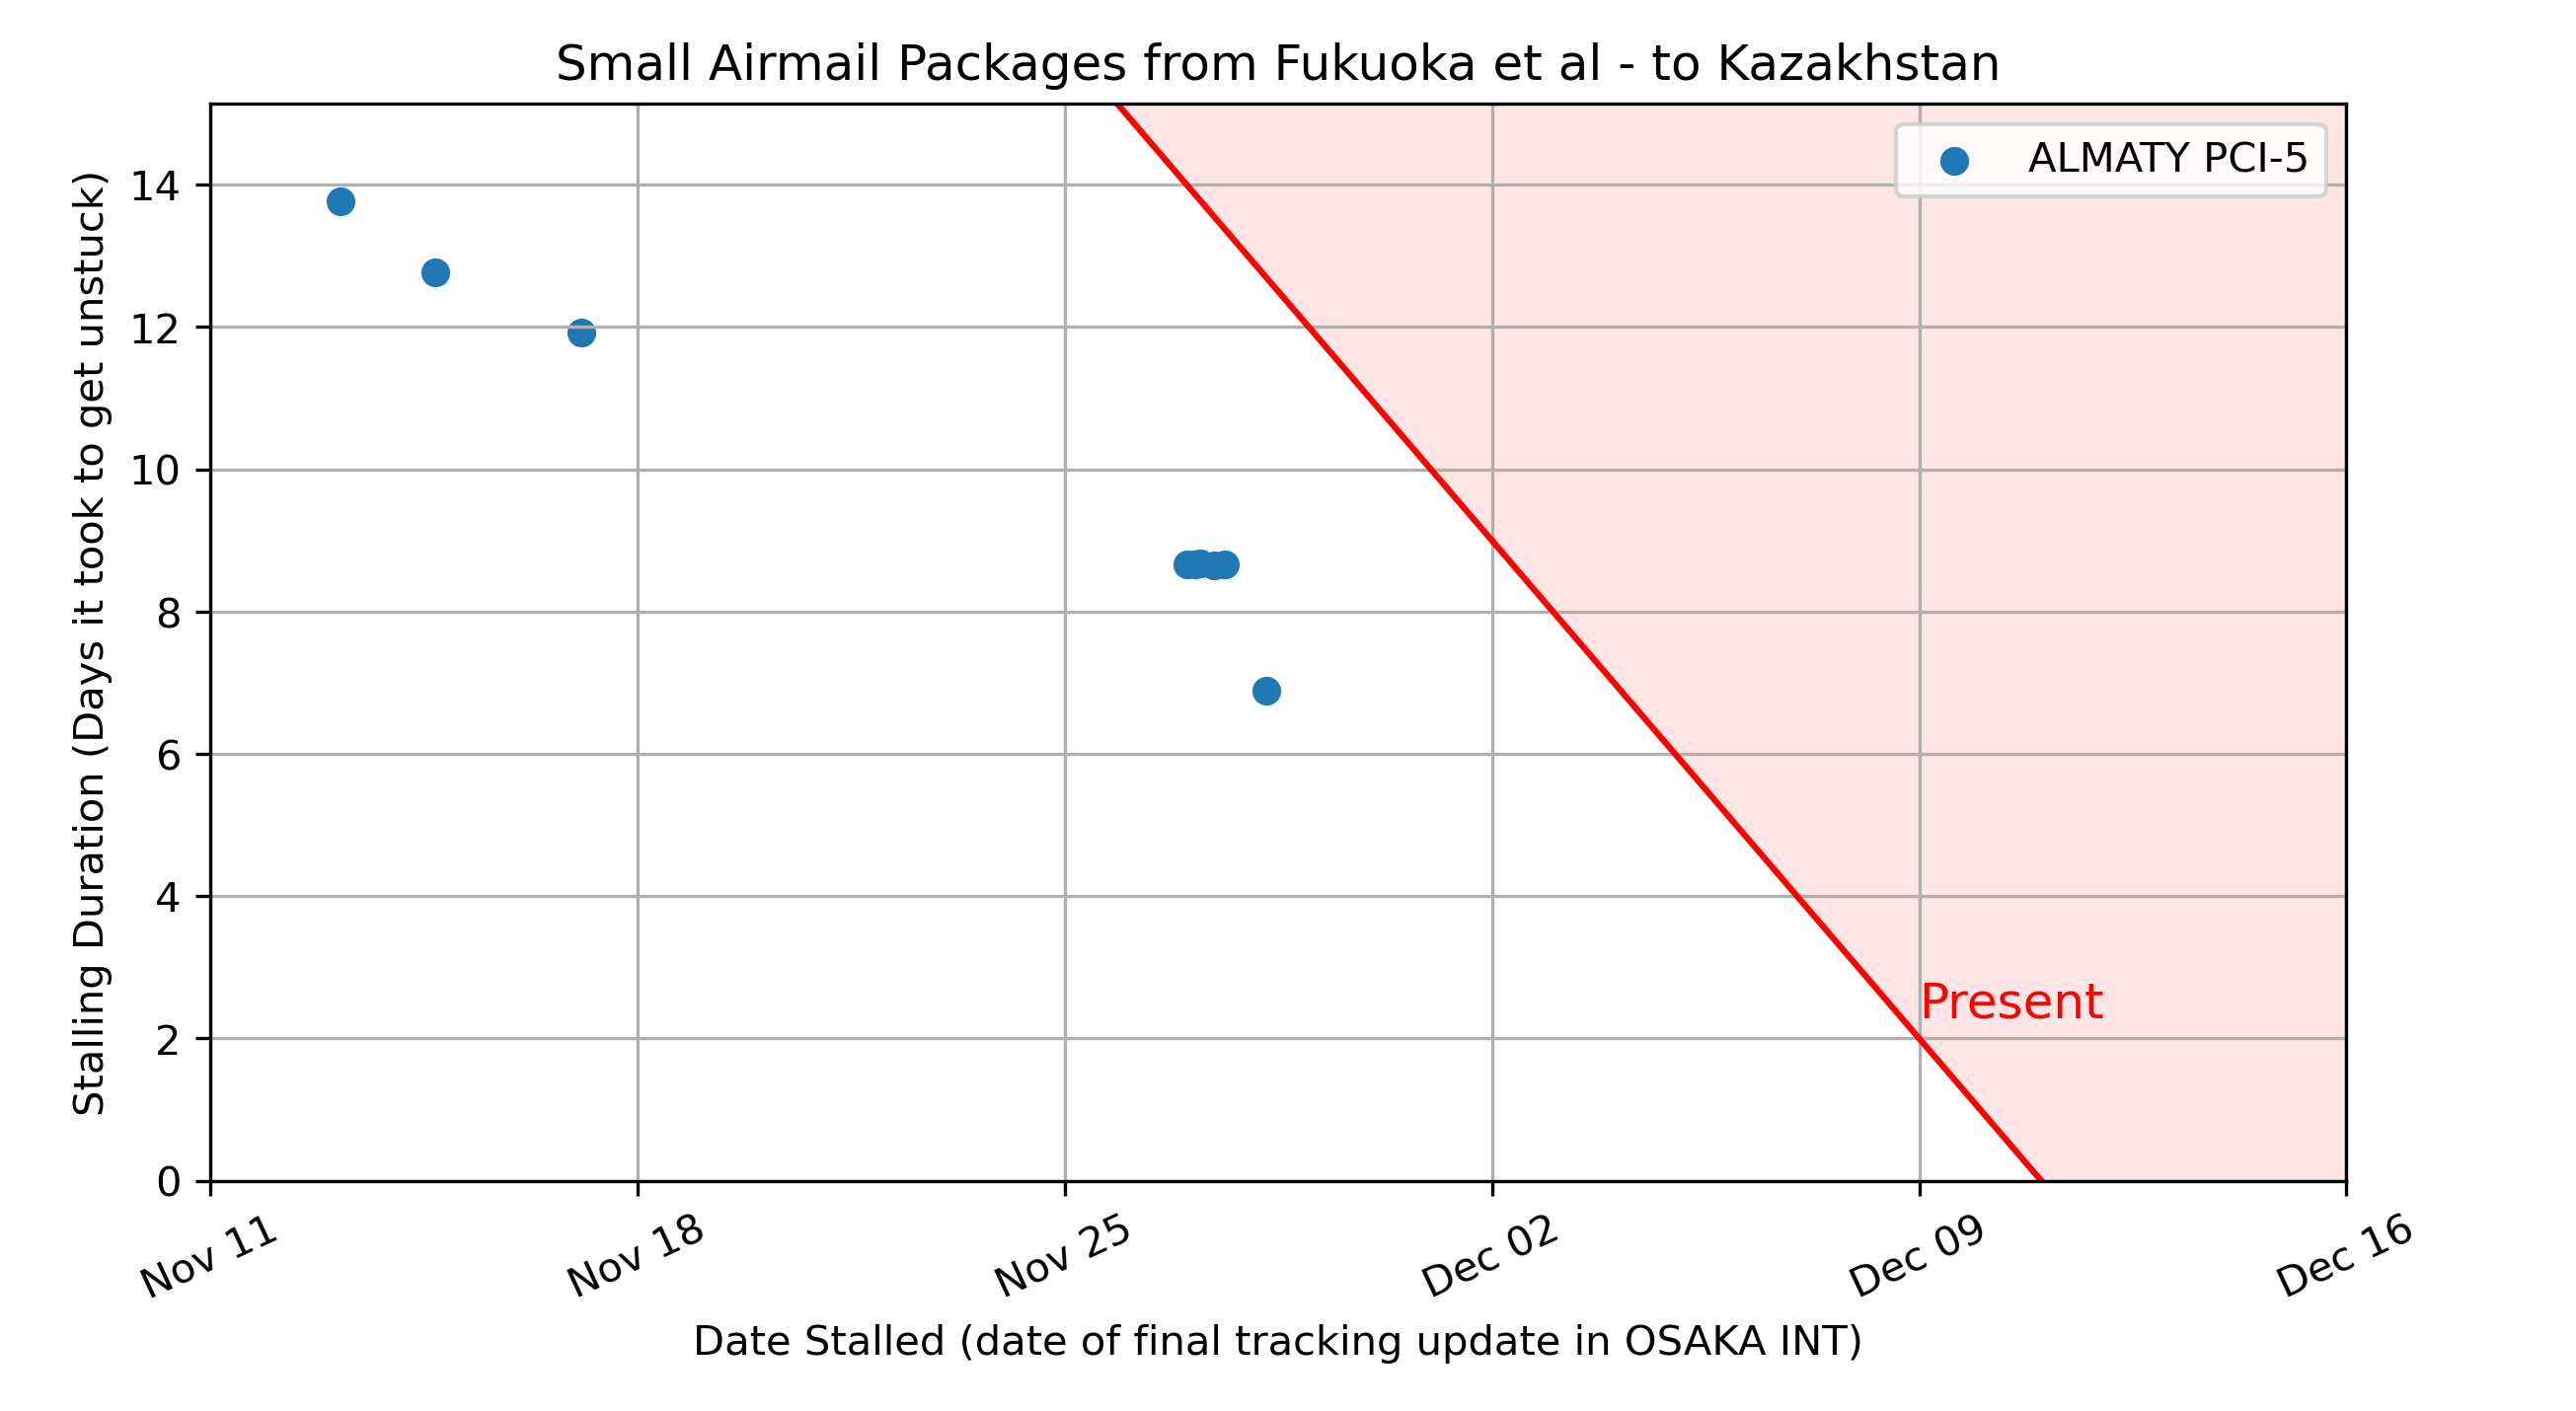 Small Airmail Packages from Fukuoka et al - to Kazakhstan
ALMATY PCI-5
Stalling Duration (Days it took to get unstuck)
14
12
10
8
6
4
2
0
Present
Nov 11
Nov 18
Nov 25
Dec 02
Dec 09
Dec 16
Date Stalled (date of final tracking update in OSAKA INT)